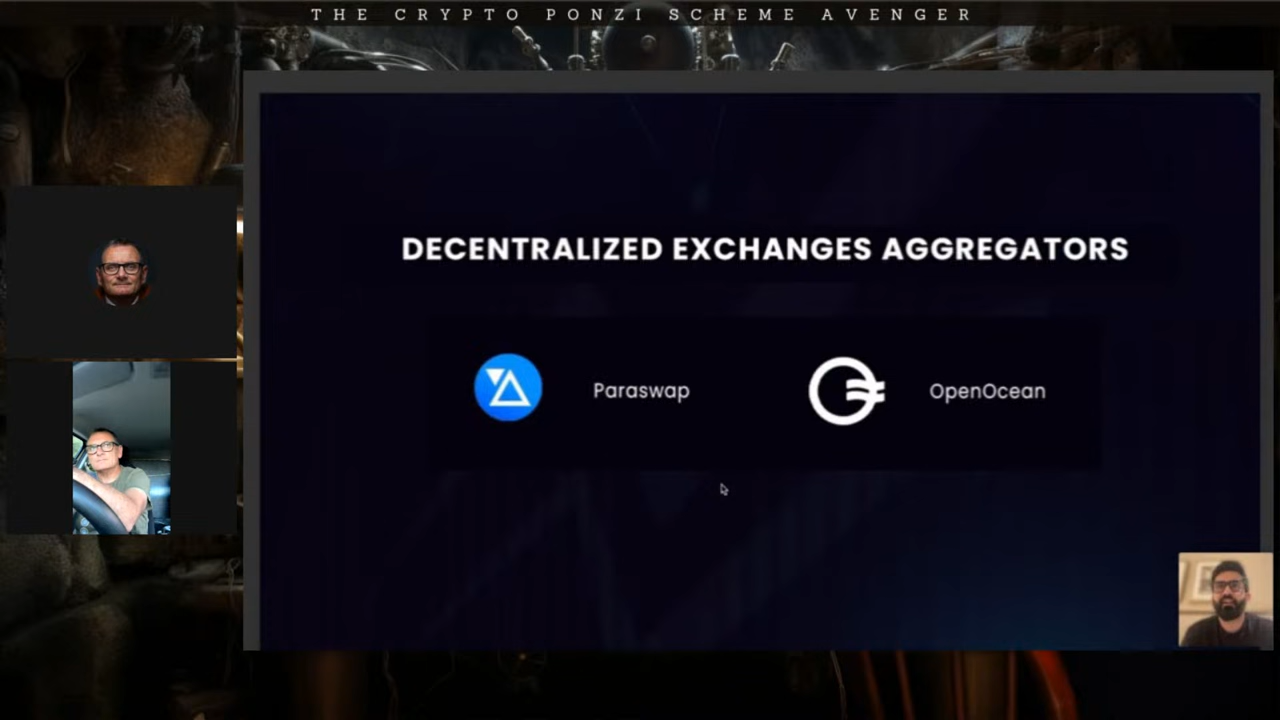 THE CRYPTO PONZI SCHEME AVENGER
DECENTRALIZED EXCHANGES AGGREGATORS
Paraswap
OpenOcean